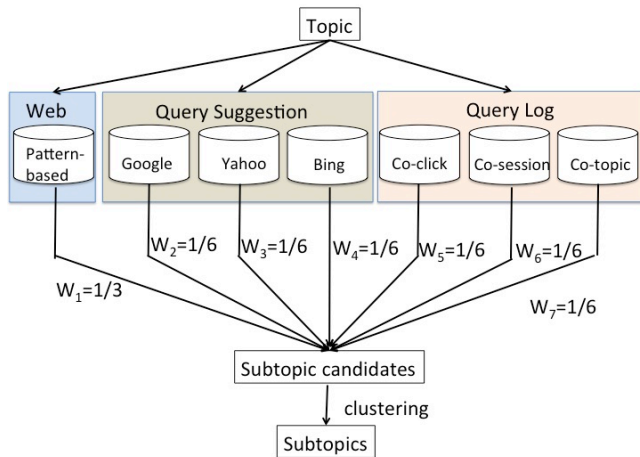 Topic
Web
Query Suggestion
Query Log
Pattern-
based
Google
Yahoo
Bing
Co-click
Co-session
Co-topic
W₁=1/3
W₂=1/6
W₃=1/6
W₄=1/6
W₅=1/6
W₆=1/6
W₇=1/6
Subtopic candidates
clustering
Subtopics